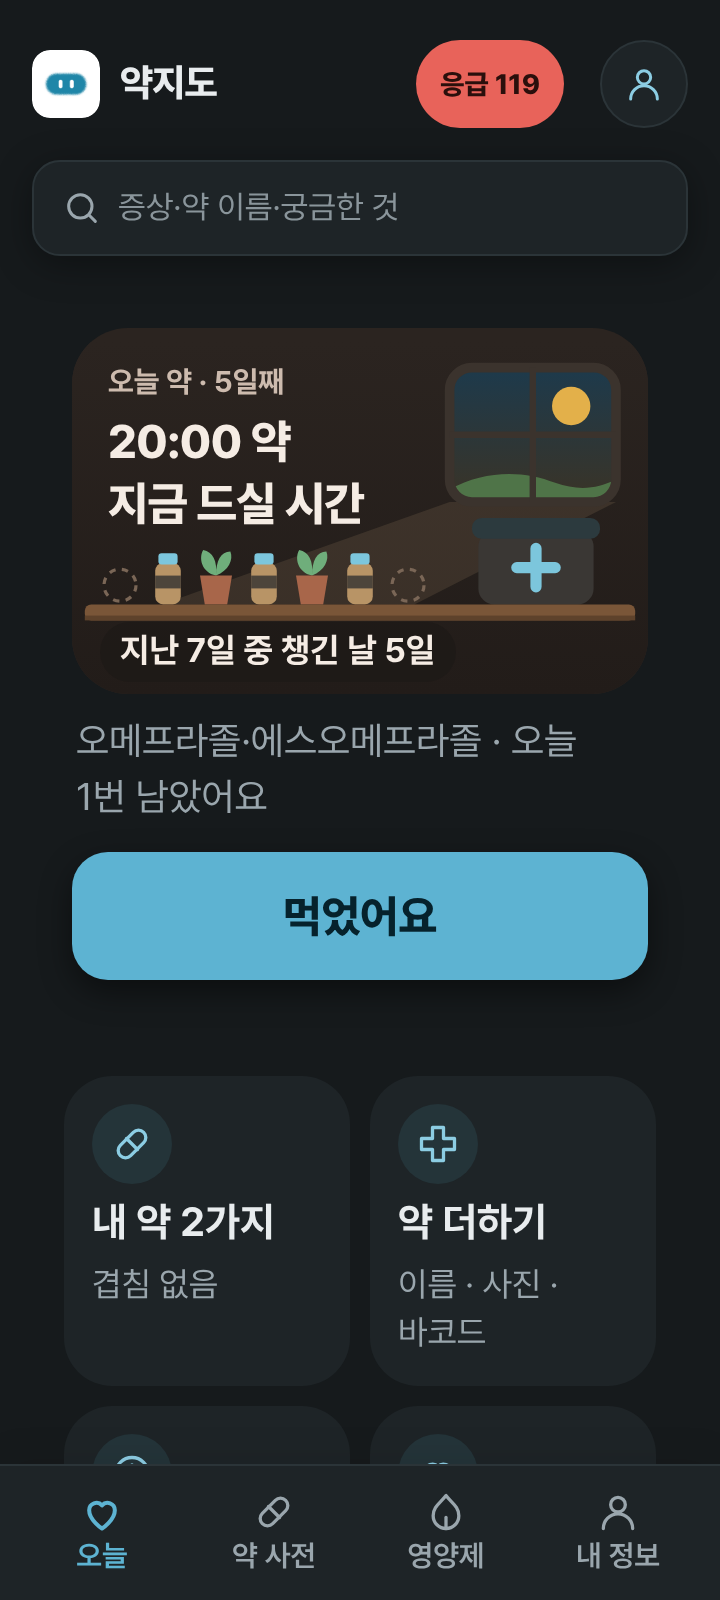 약지도
응급 119
증상·약 이름·궁금한 것
오늘 약 · 5일째
20:00 약
지금 드실 시간
지난 7일 중 챙긴 날 5일
오메프라졸·에스오메프라졸 · 오늘
1번 남았어요
먹었어요
내 약 2가지
겹침 없음
약 더하기
이름 · 사진 ·
바코드
오늘
약 사전
영양제
내 정보